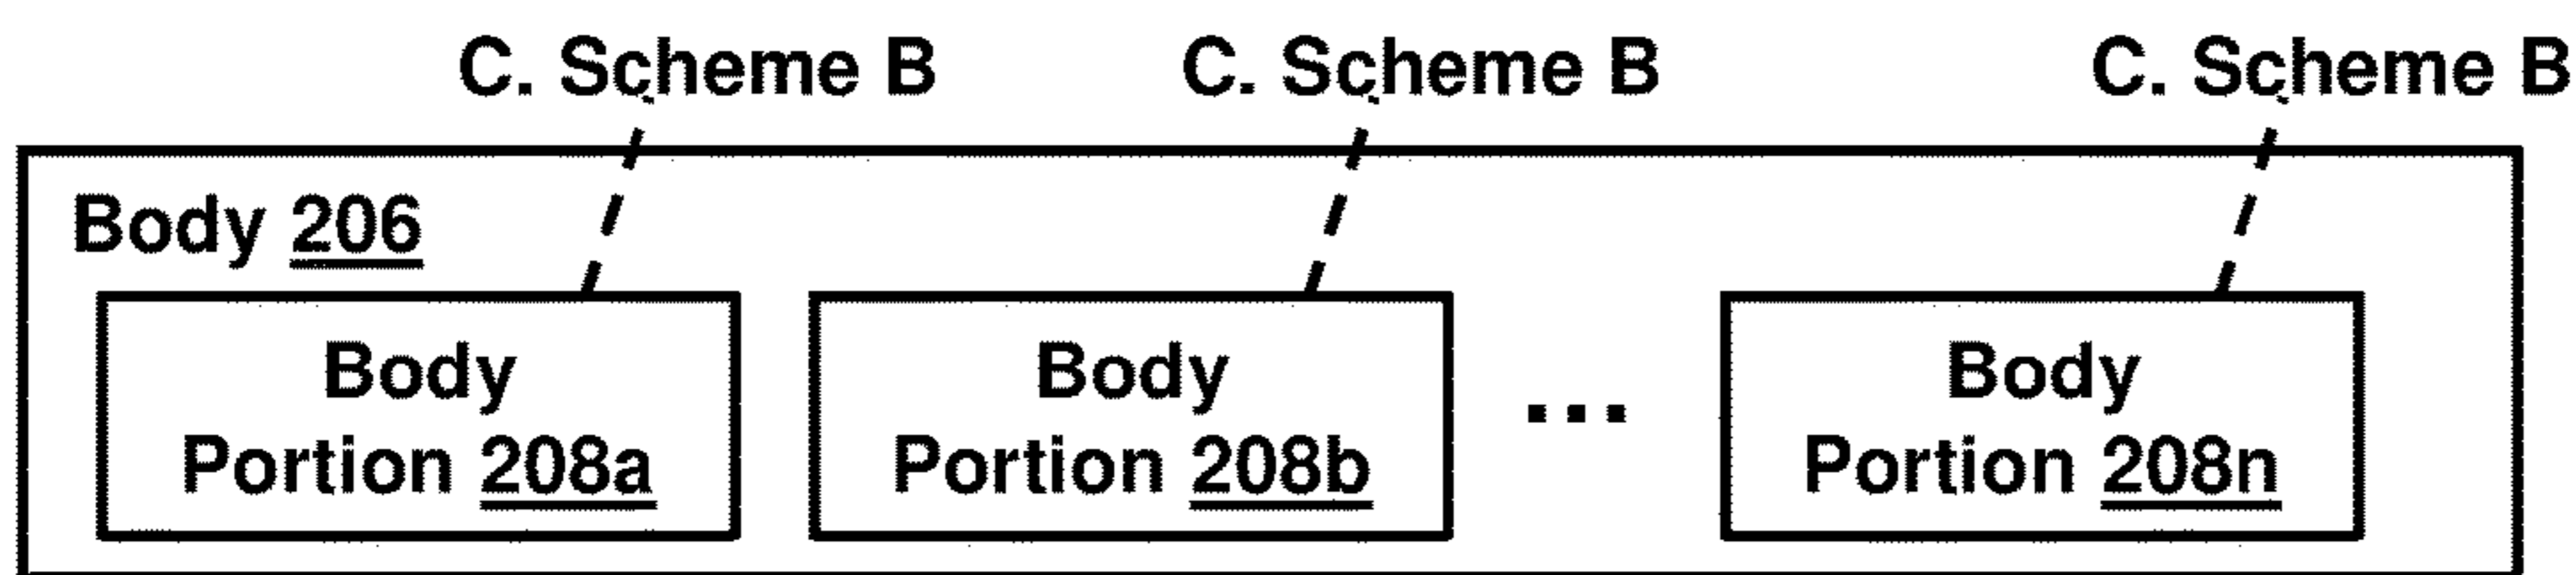 C. Scheme B C. Scheme B C. Scheme B
Body 206
Body
Portion 208a
Body
Portion 208b
...
Body
Portion 208n